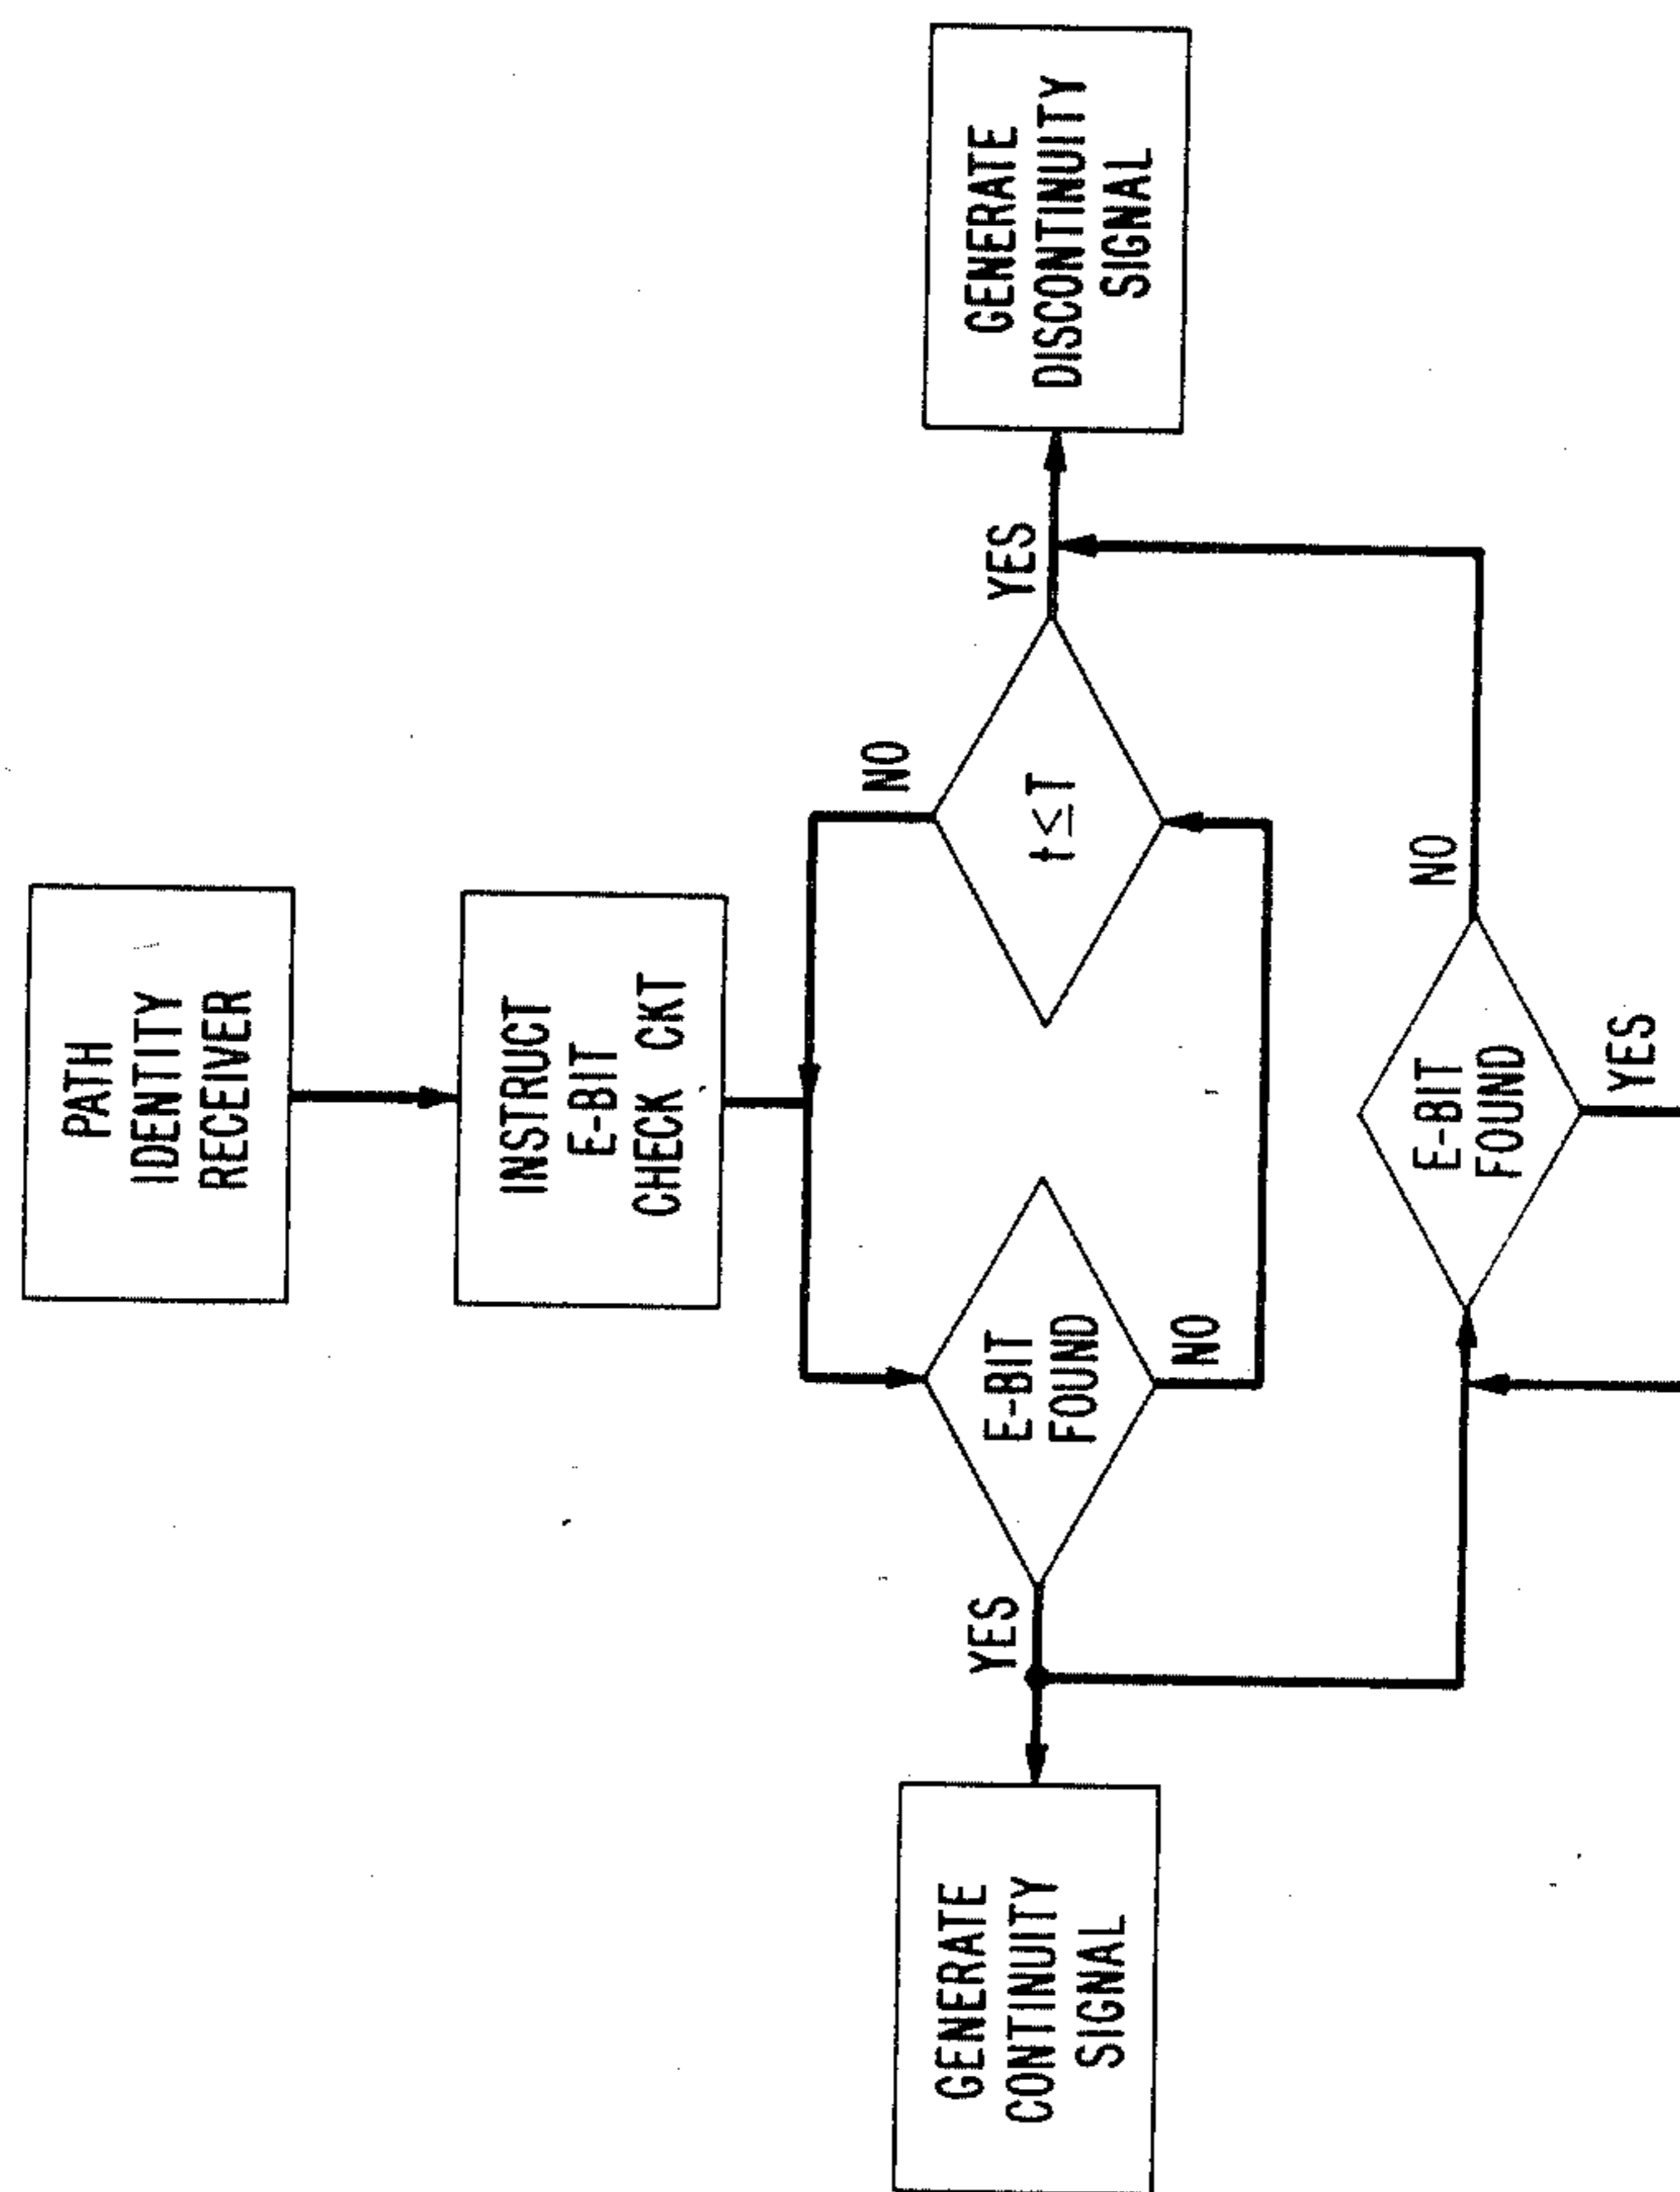 PATH
IDENTITY
RECEIVER
INSTRUCT
E-BIT
CHECK CKT
E-BIT
FOUND
YES
NO
t≤T
NO
YES
GENERATE
CONTINUITY
SIGNAL
GENERATE
DISCONTINUITY
SIGNAL
E-BIT
FOUND
NO
YES